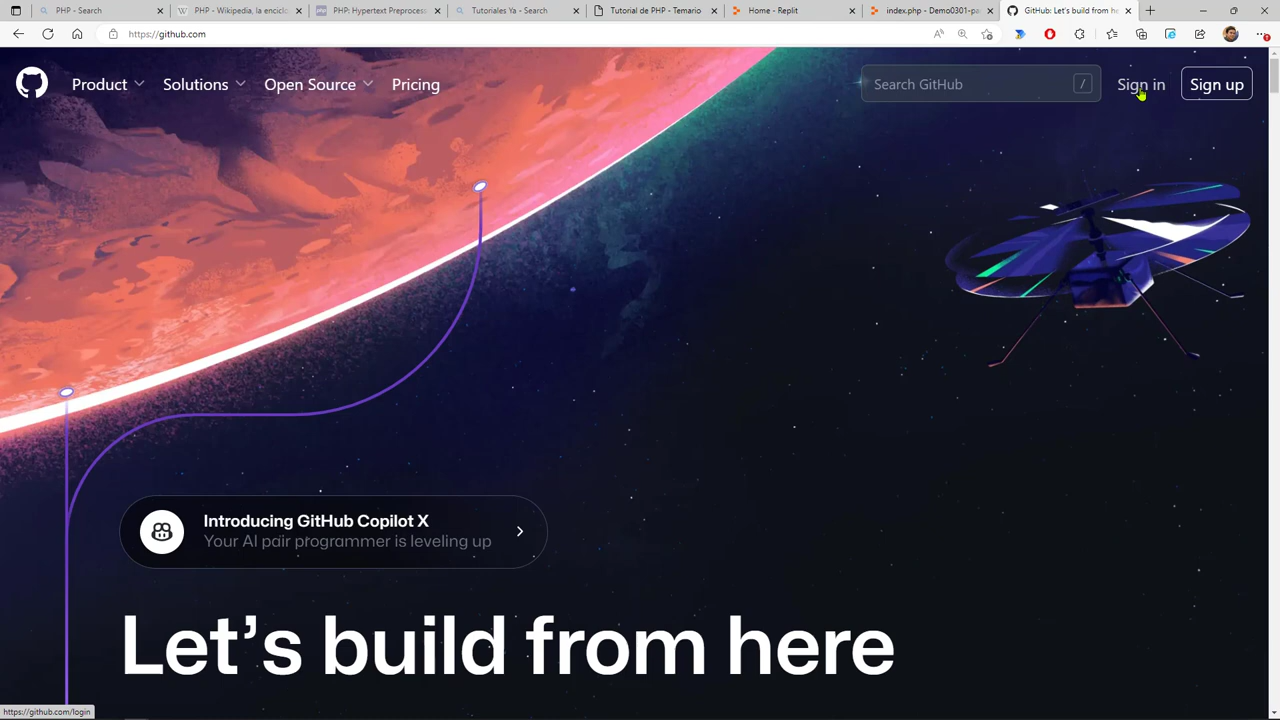 PHP - Search
PHP - Wikipedia, la enciclo
PHP: Hypertext Preprocess
Tutoriales Ya - Search
Tutorial de PHP - Temario
Home - Replit
index.php - Demo0301-pa
GitHub: Let's build from he
https://github.com
Product
Solutions
Open Source
Pricing
Search GitHub
/
Sign in
Sign up
Introducing GitHub Copilot X
Your AI pair programmer is leveling up
Let's build from here
https://github.com/login